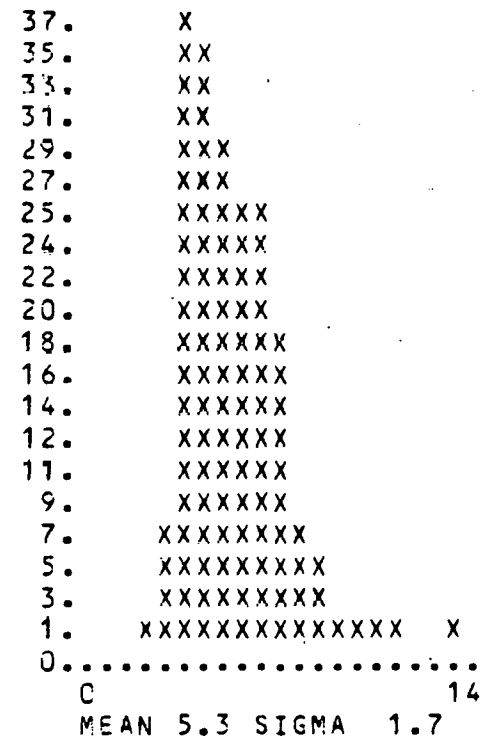 37. X
35. XX
33. XX
31. XX
29. XXX
27. XXX
25. XXXXX
24. XXXXX
22. XXXXX
20. XXXXX
18. XXXXXX
16. XXXXXX
14. XXXXXX
12. XXXXXX
11. XXXXXX
9. XXXXXX
7. XXXXXXXX
5. XXXXXXXXX
3. XXXXXXXXX
1. XXXXXXXXXXXXXX X
0.....................
0 14
MEAN 5.3 SIGMA 1.7